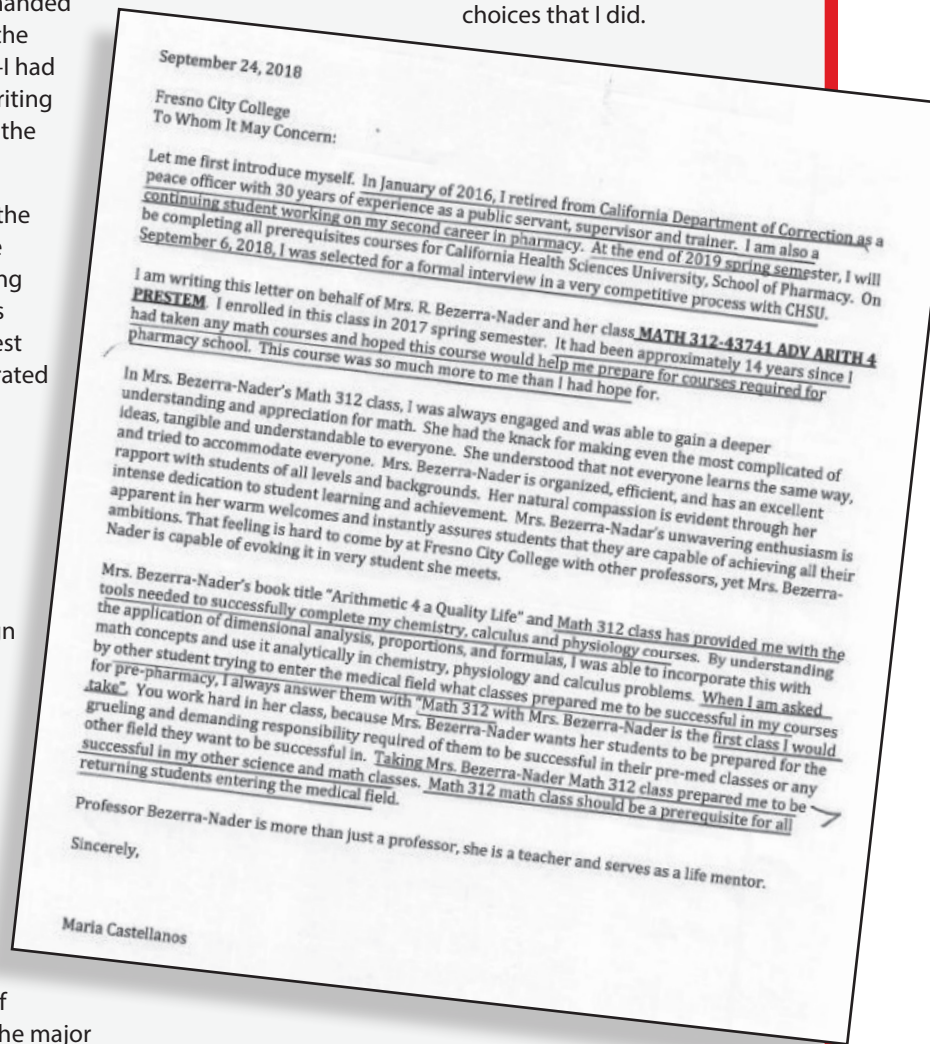 anded
the
-I had
riting
the
the
e
ng
s
est
rated
gn
of
he major
choices that I did.
September 24, 2018
Fresno City College
To Whom It May Concern:
Let me first introduce myself. In January of 2016, I retired from California Department of Correction as a
peace officer with 30 years of experience as a public servant, supervisor and trainer. I am also a
continuing student working on my second career in pharmacy. At the end of 2019 spring semester, I will
be completing all prerequisites courses for California Health Sciences University, School of Pharmacy. On
September 6, 2018, I was selected for a formal interview in a very competitive process with CHSU.
I am writing this letter on behalf of Mrs. R. Bezerra-Nader and her class MATH 312-43741 ADV ARITH 4
PRESTEM. I enrolled in this class in 2017 spring semester. It had been approximately 14 years since I
had taken any math courses and hoped this course would help me prepare for courses required for
pharmacy school. This course was so much more to me than I had hope for.
In Mrs. Bezerra-Nader's Math 312 class, I was always engaged and was able to gain a deeper
understanding and appreciation for math. She had the knack for making even the most complicated of
ideas, tangible and understandable to everyone. She understood that not everyone learns the same way,
and tried to accommodate everyone. Mrs. Bezerra-Nader is organized, efficient, and has an excellent
rapport with students of all levels and backgrounds. Her natural compassion is evident through her
intense dedication to student learning and achievement. Mrs. Bezerra-Nadar's unwavering enthusiasm is
apparent in her warm welcomes and instantly assures students that they are capable of achieving all their
ambitions. That feeling is hard to come by at Fresno City College with other professors, yet Mrs. Bezerra-
Nader is capable of evoking it in very student she meets.
Mrs. Bezerra-Nader's book title "Arithmetic 4 a Quality Life" and Math 312 class has provided me with the
tools needed to successfully complete my chemistry, calculus and physiology courses. By understanding
the application of dimensional analysis, proportions, and formulas, I was able to incorporate this with
math concepts and use it analytically in chemistry, physiology and calculus problems. When I am asked
by other student trying to enter the medical field what classes prepared me to be successful in my courses
for pre-pharmacy, I always answer them with "Math 312 with Mrs. Bezerra-Nader is the first class I would
take". You work hard in her class, because Mrs. Bezerra-Nader wants her students to be prepared for the
grueling and demanding responsibility required of them to be successful in their pre-med classes or any
other field they want to be successful in. Taking Mrs. Bezerra-Nader Math 312 class prepared me to be
successful in my other science and math classes. Math 312 math class should be a prerequisite for all
returning students entering the medical field.
Professor Bezerra-Nader is more than just a professor, she is a teacher and serves as a life mentor.
Sincerely,
Maria Castellanos